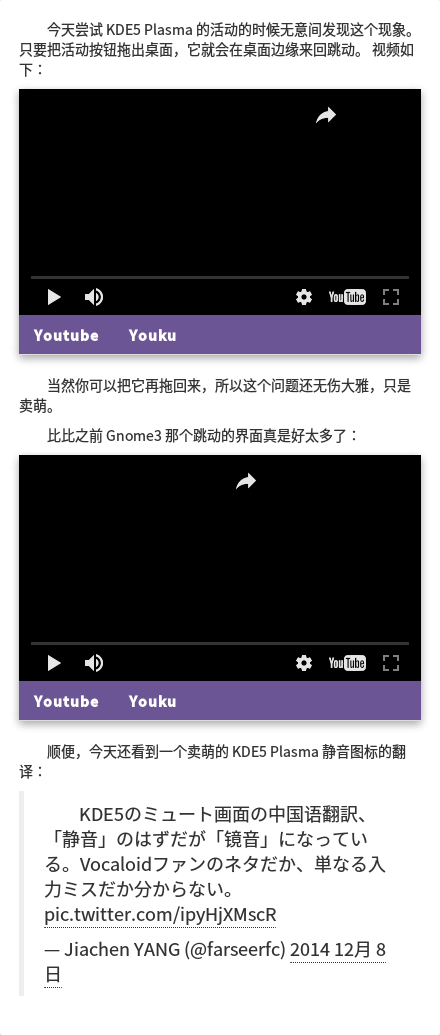 今天尝试 KDE5 Plasma 的活动的时候无意间发现这个现象。
只要把活动按钮拖出桌面，它就会在桌面边缘来回跳动。 视频如
下：
YouTube
Youtube Youku
当然你可以把它再拖回来，所以这个问题还无伤大雅，只是
卖萌。
比比之前 Gnome3 那个跳动的界面真是好太多了：
YouTube
Youtube Youku
顺便，今天还看到一个卖萌的 KDE5 Plasma 静音图标的翻
译：
KDE5のミュート画面の中国语翻訳、
「静音」のはずだが「镜音」になってい
る。Vocaloidファンのネタだか、単なる入
力ミスだか分からない。
pic.twitter.com/ipyHjXMscR
— Jiachen YANG (@farseerfc) 2014 12月 8
日